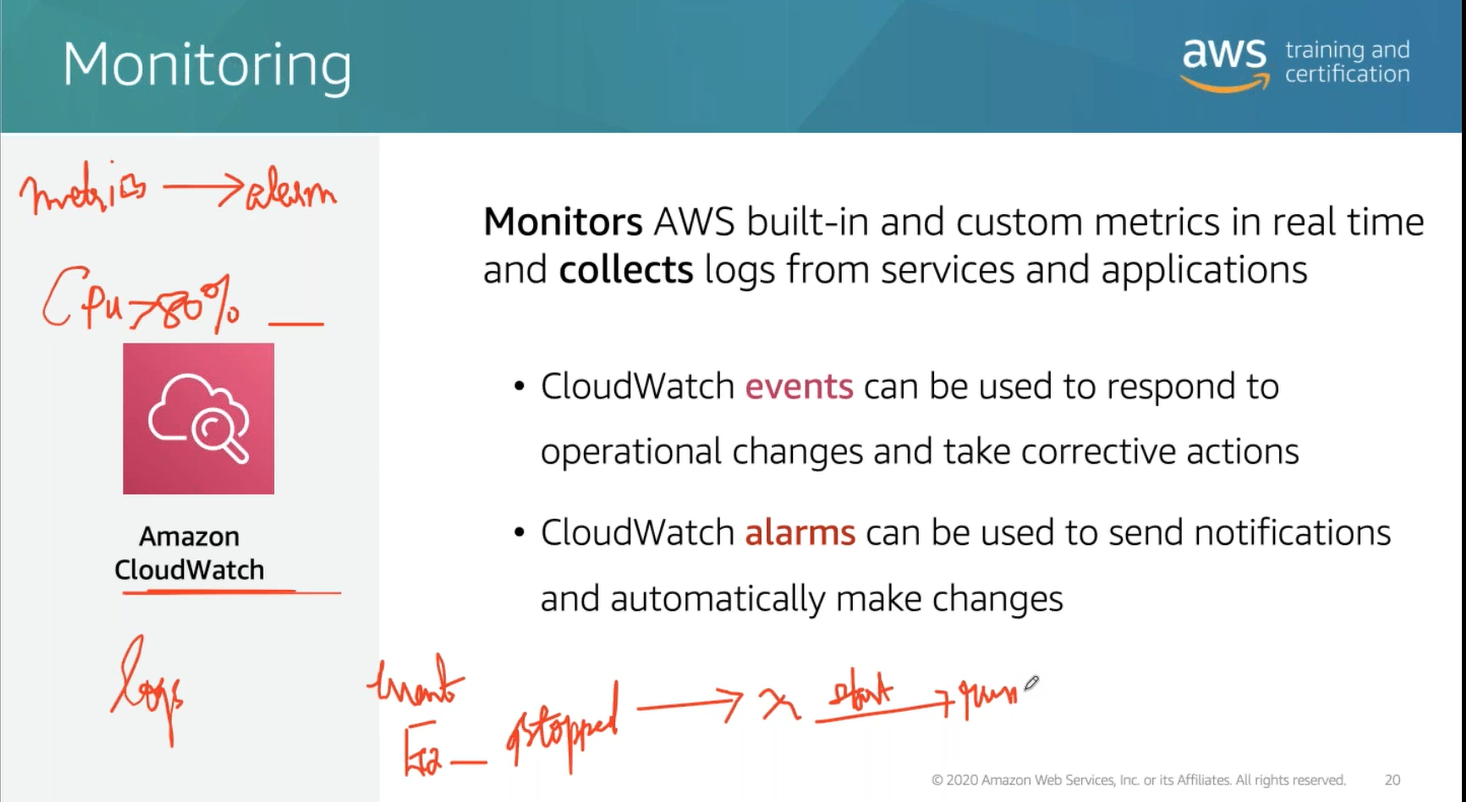 Monitoring
aws training and
certification
metrics → alarm
CPU >80% __
Monitors AWS built-in and custom metrics in real time
and collects logs from services and applications
• CloudWatch events can be used to respond to
operational changes and take corrective actions
• CloudWatch alarms can be used to send notifications
and automatically make changes
Amazon
CloudWatch
logs
Event
stopped → start → run
© 2020 Amazon Web Services, Inc. or its Affiliates. All rights reserved. 20